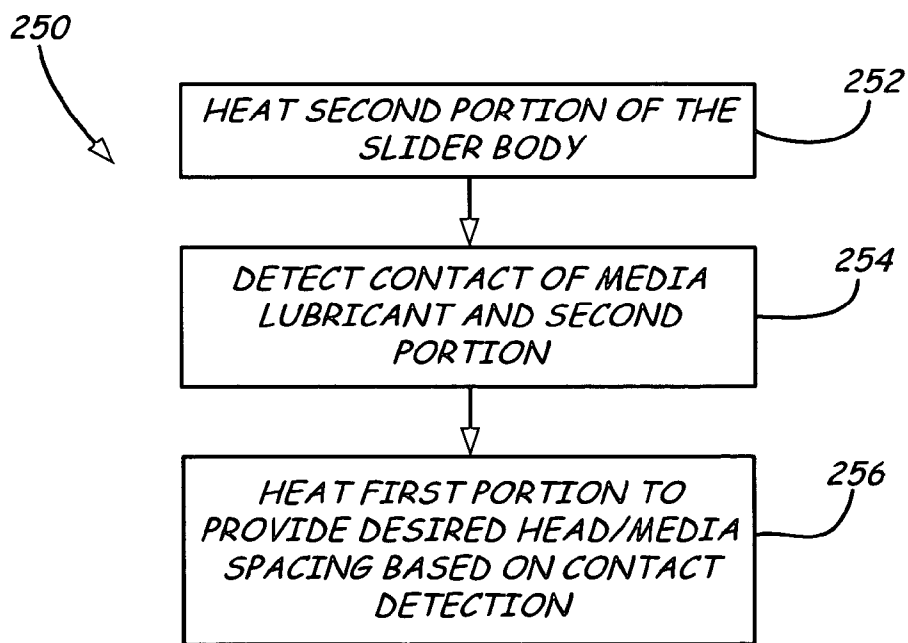 250
252
HEAT SECOND PORTION OF THE
SLIDER BODY
254
DETECT CONTACT OF MEDIA
LUBRICANT AND SECOND
PORTION
256
HEAT FIRST PORTION TO
PROVIDE DESIRED HEAD/MEDIA
SPACING BASED ON CONTACT
DETECTION